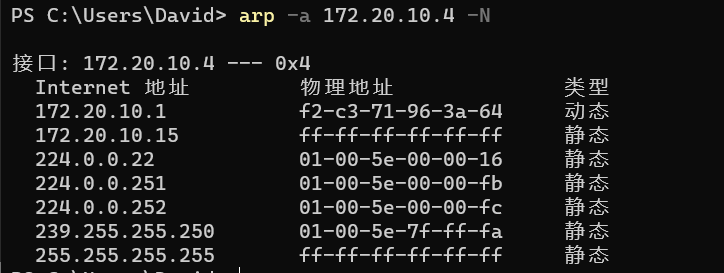 PS C:\Users\David> arp -a 172.20.10.4 -N
接口: 172.20.10.4 --- 0x4
Internet 地址 物理地址 类型
172.20.10.1 f2-c3-71-96-3a-64 动态
172.20.10.15 ff-ff-ff-ff-ff-ff 静态
224.0.0.22 01-00-5e-00-00-16 静态
224.0.0.251 01-00-5e-00-00-fb 静态
224.0.0.252 01-00-5e-00-00-fc 静态
239.255.255.250 01-00-5e-7f-ff-fa 静态
255.255.255.255 ff-ff-ff-ff-ff-ff 静态